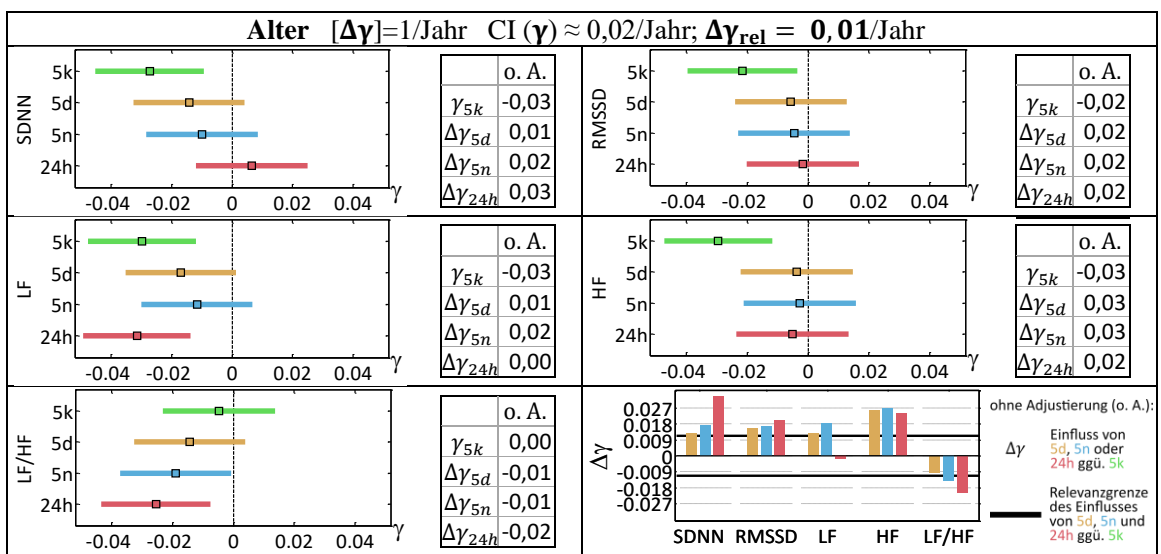 Alter [Δγ]=1/Jahr CI (γ) ≈ 0,02/Jahr; Δγrel = 0,01/Jahr
SDNN
5k
5d
5n
24h
-0.04 -0.02 0 0.02 0.04 γ
o. A.
γ5k -0,03
Δγ5d 0,01
Δγ5n 0,02
Δγ24h 0,03
RMSSD
5k
5d
5n
24h
-0.04 -0.02 0 0.02 0.04 γ
o. A.
γ5k -0,02
Δγ5d 0,02
Δγ5n 0,02
Δγ24h 0,02
LF
5k
5d
5n
24h
-0.04 -0.02 0 0.02 0.04 γ
o. A.
γ5k -0,03
Δγ5d 0,01
Δγ5n 0,02
Δγ24h 0,00
HF
5k
5d
5n
24h
-0.04 -0.02 0 0.02 0.04 γ
o. A.
γ5k -0,03
Δγ5d 0,03
Δγ5n 0,03
Δγ24h 0,02
LF/HF
5k
5d
5n
24h
-0.04 -0.02 0 0.02 0.04 γ
o. A.
γ5k 0,00
Δγ5d -0,01
Δγ5n -0,01
Δγ24h -0,02
Δγ
0.027
0.018
0.009
0
-0.009
-0.018
-0.027
SDNN RMSSD LF HF LF/HF
ohne Adjustierung (o. A.):
Δγ
Einfluss von
5d, 5n oder
24h ggü. 5k
Relevanzgrenze
des Einflusses
von 5d, 5n und
24h ggü. 5k